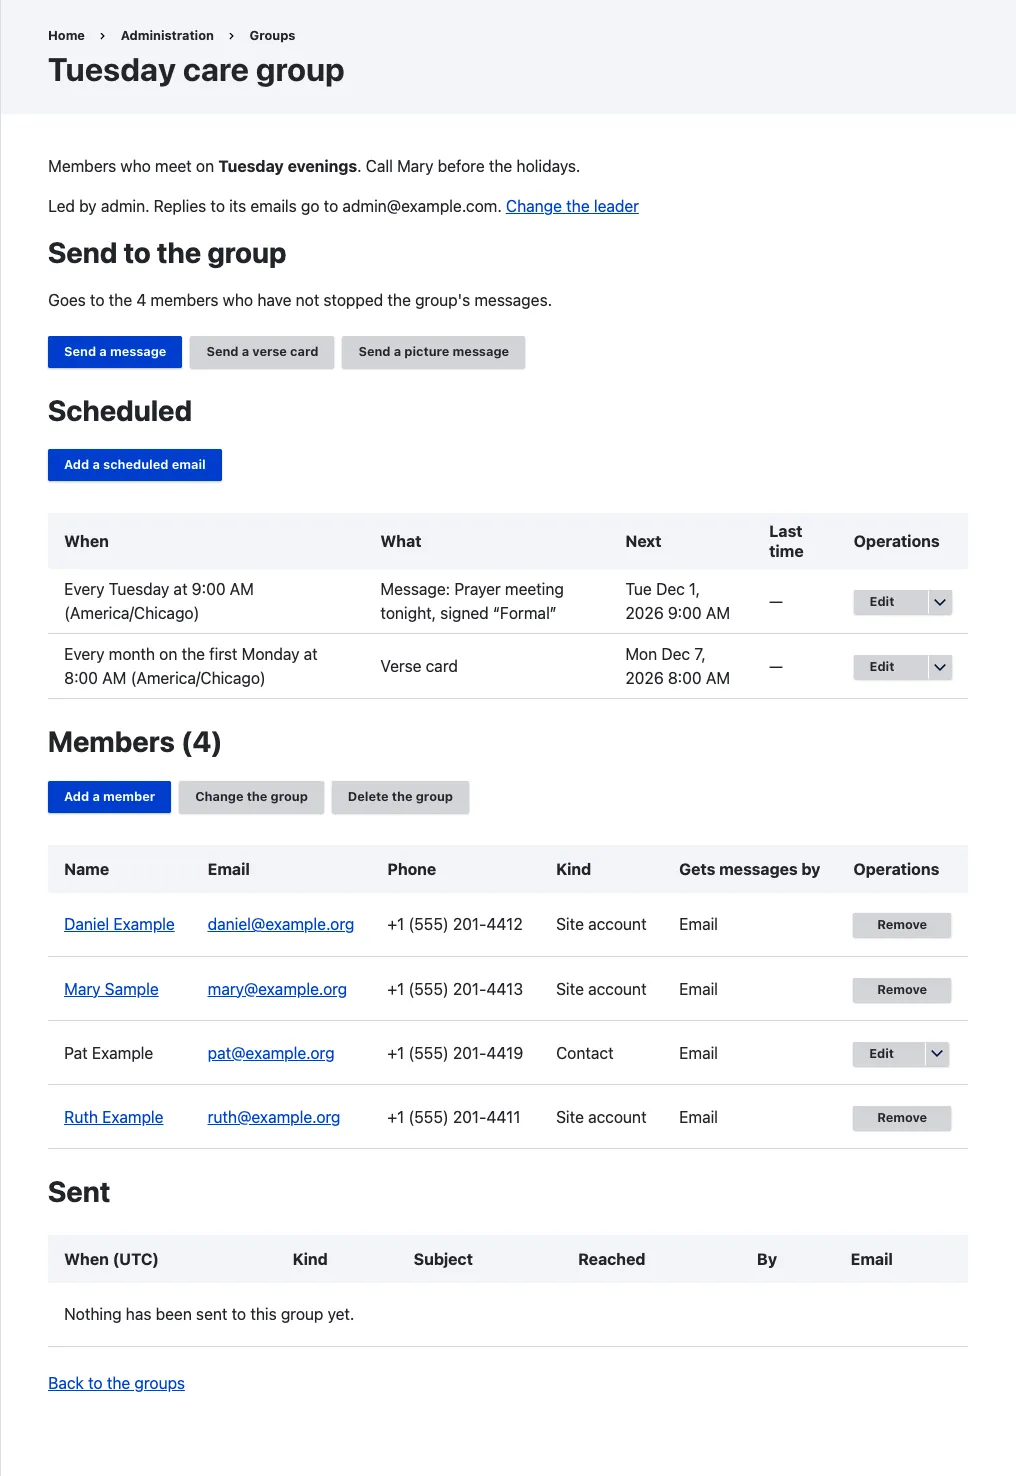 Home › Administration › Groups
Tuesday care group
Members who meet on Tuesday evenings. Call Mary before the holidays.
Led by admin. Replies to its emails go to admin@example.com. Change the leader
Send to the group
Goes to the 4 members who have not stopped the group's messages.
Send a message Send a verse card Send a picture message
Scheduled
Add a scheduled email
When What Next Last time Operations
Every Tuesday at 9:00 AM (America/Chicago) Message: Prayer meeting tonight, signed “Formal” Tue Dec 1, 2026 9:00 AM — Edit
Every month on the first Monday at 8:00 AM (America/Chicago) Verse card Mon Dec 7, 2026 8:00 AM — Edit
Members (4)
Add a member Change the group Delete the group
Name Email Phone Kind Gets messages by Operations
Daniel Example daniel@example.org +1 (555) 201-4412 Site account Email Remove
Mary Sample mary@example.org +1 (555) 201-4413 Site account Email Remove
Pat Example pat@example.org +1 (555) 201-4419 Contact Email Edit
Ruth Example ruth@example.org +1 (555) 201-4411 Site account Email Remove
Sent
When (UTC) Kind Subject Reached By Email
Nothing has been sent to this group yet.
Back to the groups